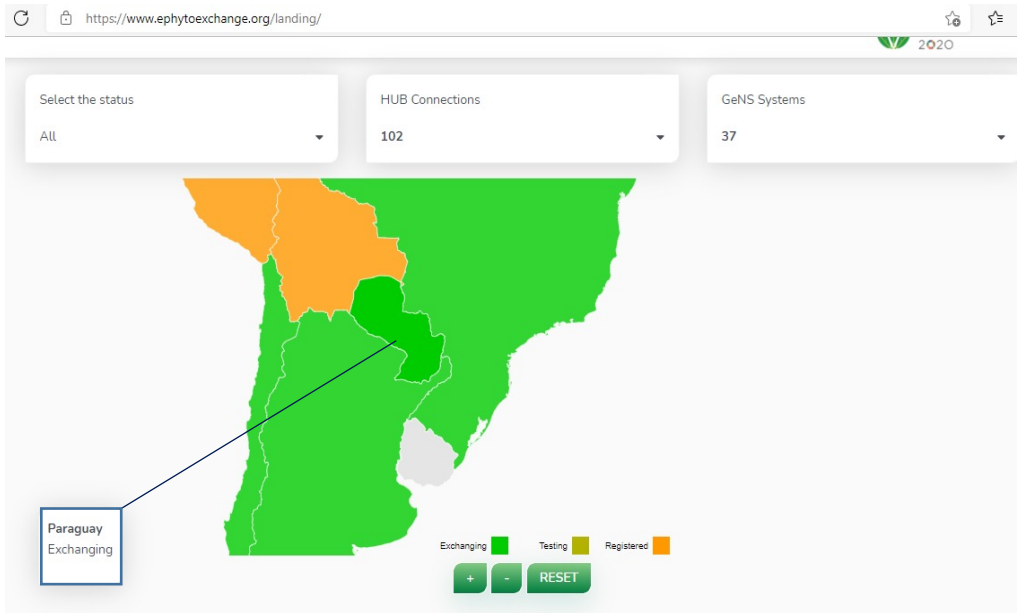 https://www.ephytoexchange.org/landing/
2020
Select the status
All
HUB Connections
102
GeNS Systems
37
Paraguay
Exchanging
Exchanging
Testing
Registered
+
-
RESET